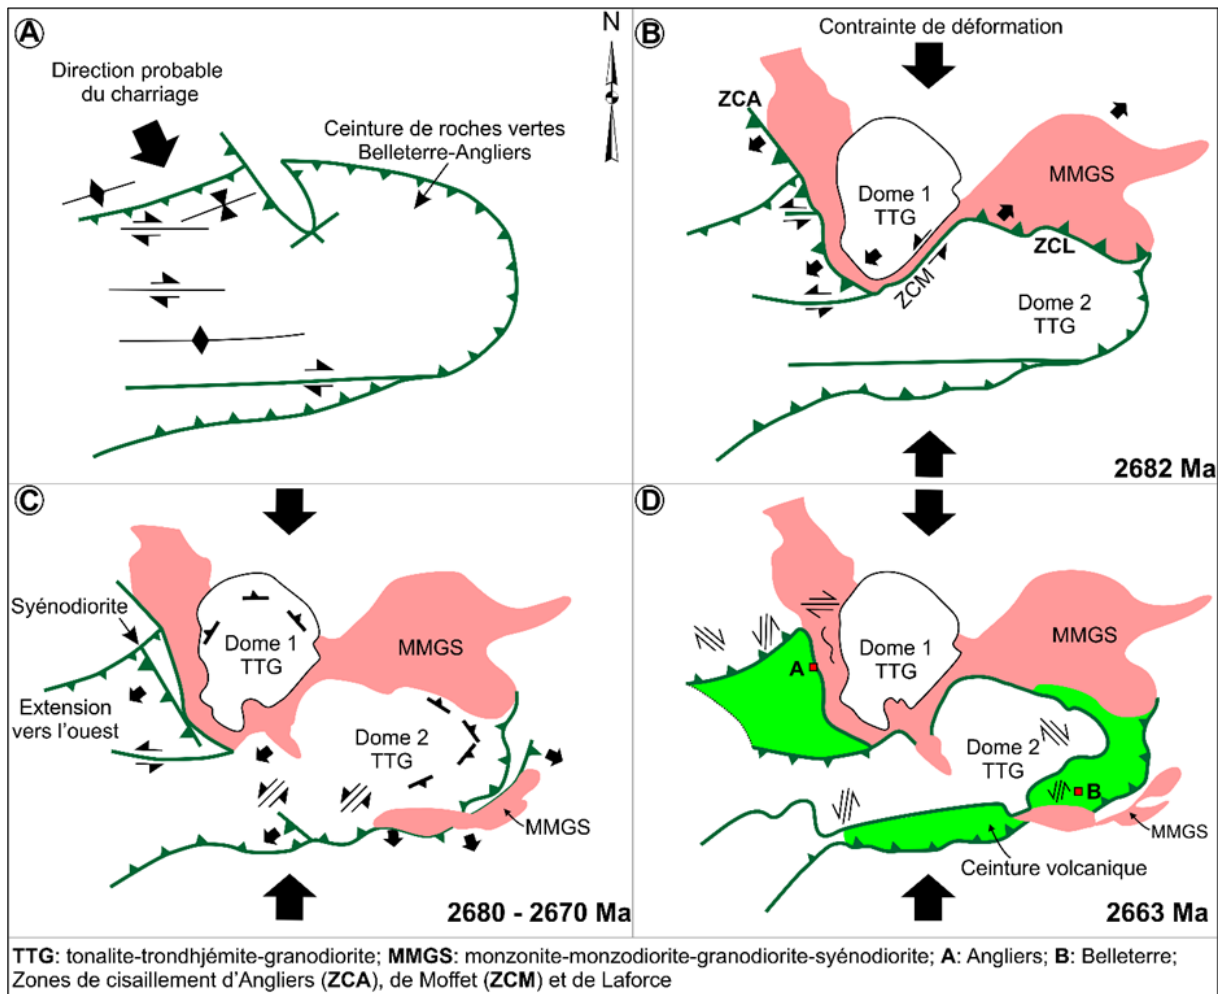 A
Direction probable
du charriage
N
Ceinture de roches vertes
Belleterre-Angliers
B
Contrainte de déformation
ZCA
Dome 1
TTG
MMGS
ZCM
ZCL
Dome 2
TTG
2682 Ma
C
Syénodiorite
Dome 1
TTG
MMGS
Extension
vers l'ouest
Dome 2
TTG
MMGS
2680 - 2670 Ma
D
A
Dome 1
TTG
MMGS
Dome 2
TTG
B
MMGS
Ceinture volcanique
2663 Ma
TTG: tonalite-trondhjémite-granodiorite; MMGS: monzonite-monzodiorite-granodiorite-syénodiorite; A: Angliers; B: Belleterre;
Zones de cisaillement d'Angliers (ZCA), de Moffet (ZCM) et de Laforce